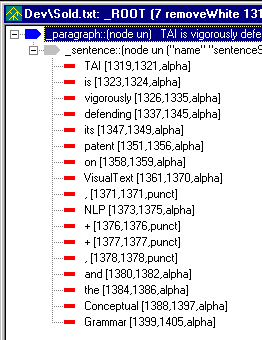 Dev\Sold.txt: _ROOT (7 removeWhite 131
_paragraph::(node un) TAI is vigorously defe
_sentence::(node un ("name" "sentenceS
TAI [1319,1321,alpha]
is [1323,1324,alpha]
vigorously [1326,1335,alpha]
defending [1337,1345,alpha]
its [1347,1349,alpha]
patent [1351,1356,alpha]
on [1358,1359,alpha]
VisualText [1361,1370,alpha]
, [1371,1371,punct]
NLP [1373,1375,alpha]
+ [1376,1376,punct]
+ [1377,1377,punct]
, [1378,1378,punct]
and [1380,1382,alpha]
the [1384,1386,alpha]
Conceptual [1388,1397,alpha]
Grammar [1399,1405,alpha]